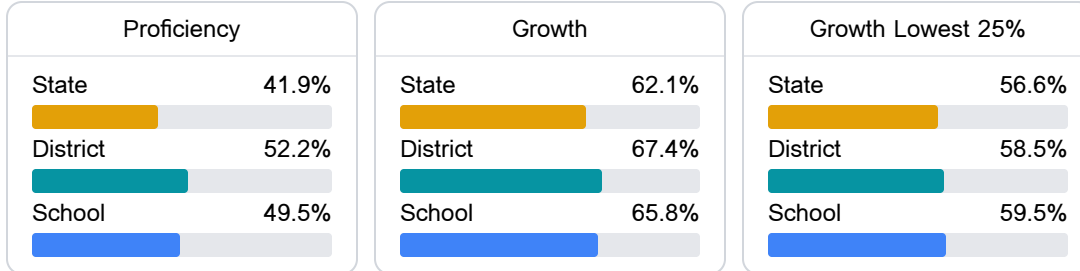 Proficiency
State 41.9%
District 52.2%
School 49.5%
Growth
State 62.1%
District 67.4%
School 65.8%
Growth Lowest 25%
State 56.6%
District 58.5%
School 59.5%